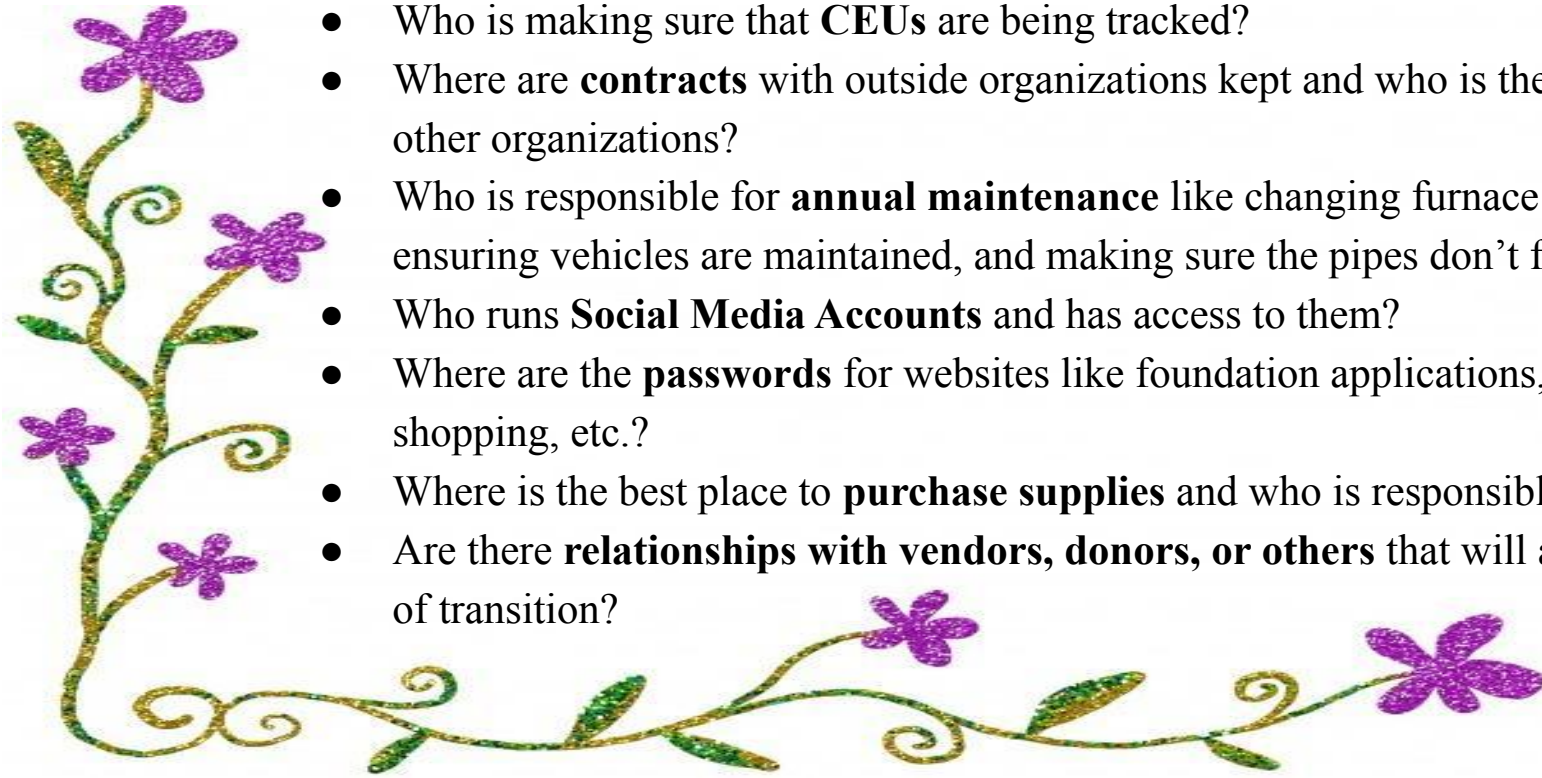 ● Who is making sure that CEUs are being tracked?
● Where are contracts with outside organizations kept and who is the
other organizations?
● Who is responsible for annual maintenance like changing furnace
ensuring vehicles are maintained, and making sure the pipes don’t f
● Who runs Social Media Accounts and has access to them?
● Where are the passwords for websites like foundation applications,
shopping, etc.?
● Where is the best place to purchase supplies and who is responsibl
● Are there relationships with vendors, donors, or others that will a
of transition?